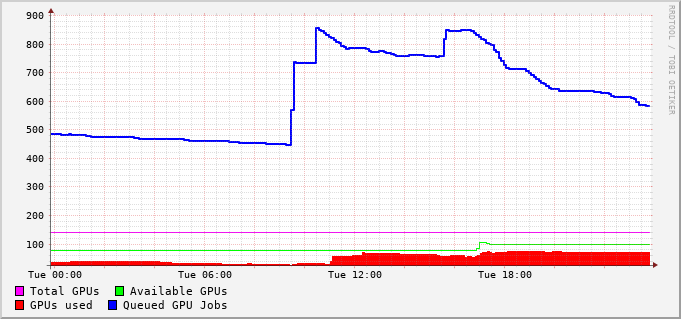 900
800
700
600
500
400
300
200
100
Tue 00:00 Tue 06:00 Tue 12:00 Tue 18:00
Total GPUs Available GPUs
GPUs used Queued GPU Jobs
RRDTOOL / TOBI OETIKER